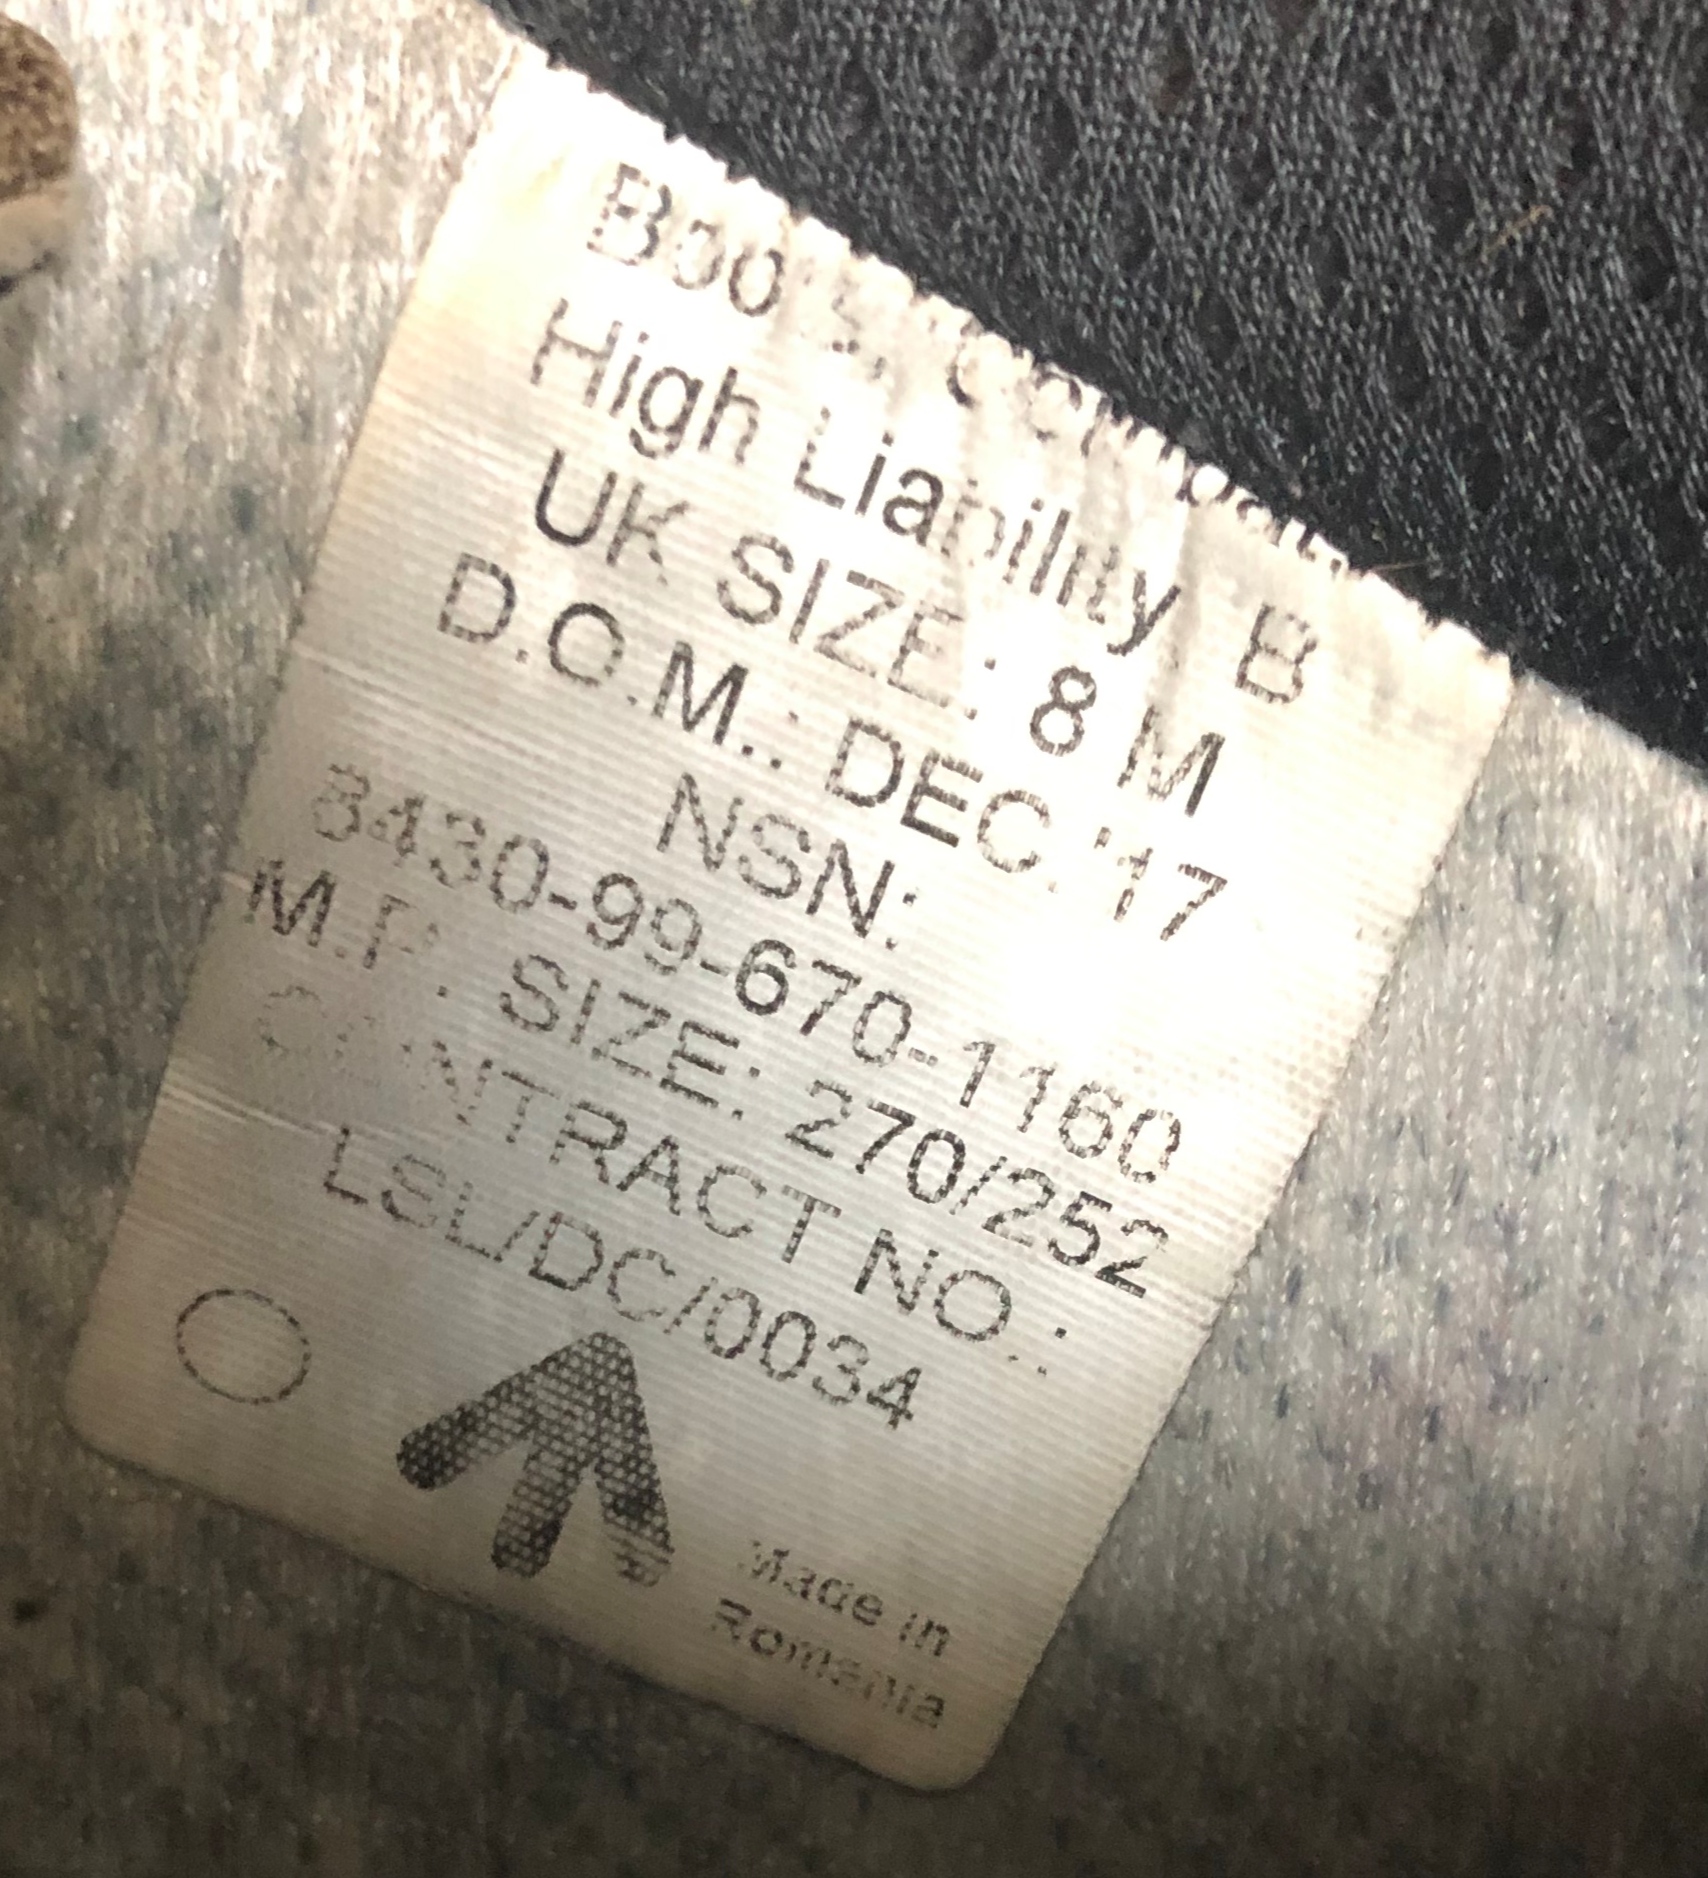 High Liability B
UK SIZE: 8 M
D.O.M.: DEC.'17
NSN:
8430-99-670-1160
M.P. SIZE: 270/252
CONTRACT NO.:
LSL/DC/0034
Made in
Romania